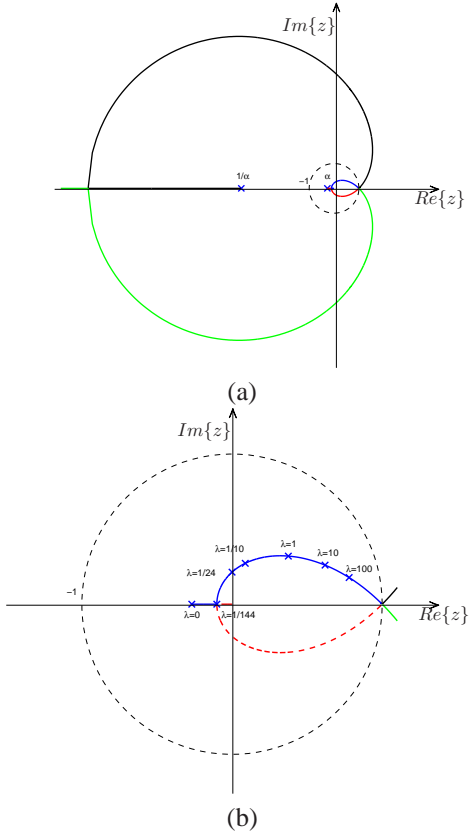 Im{z}
1/α
−1
α
Re{z}
(a)
Im{z}
λ=1
λ=1/10
λ=10
λ=1/24
λ=100
−1
λ=0
λ=1/144
Re{z}
(b)